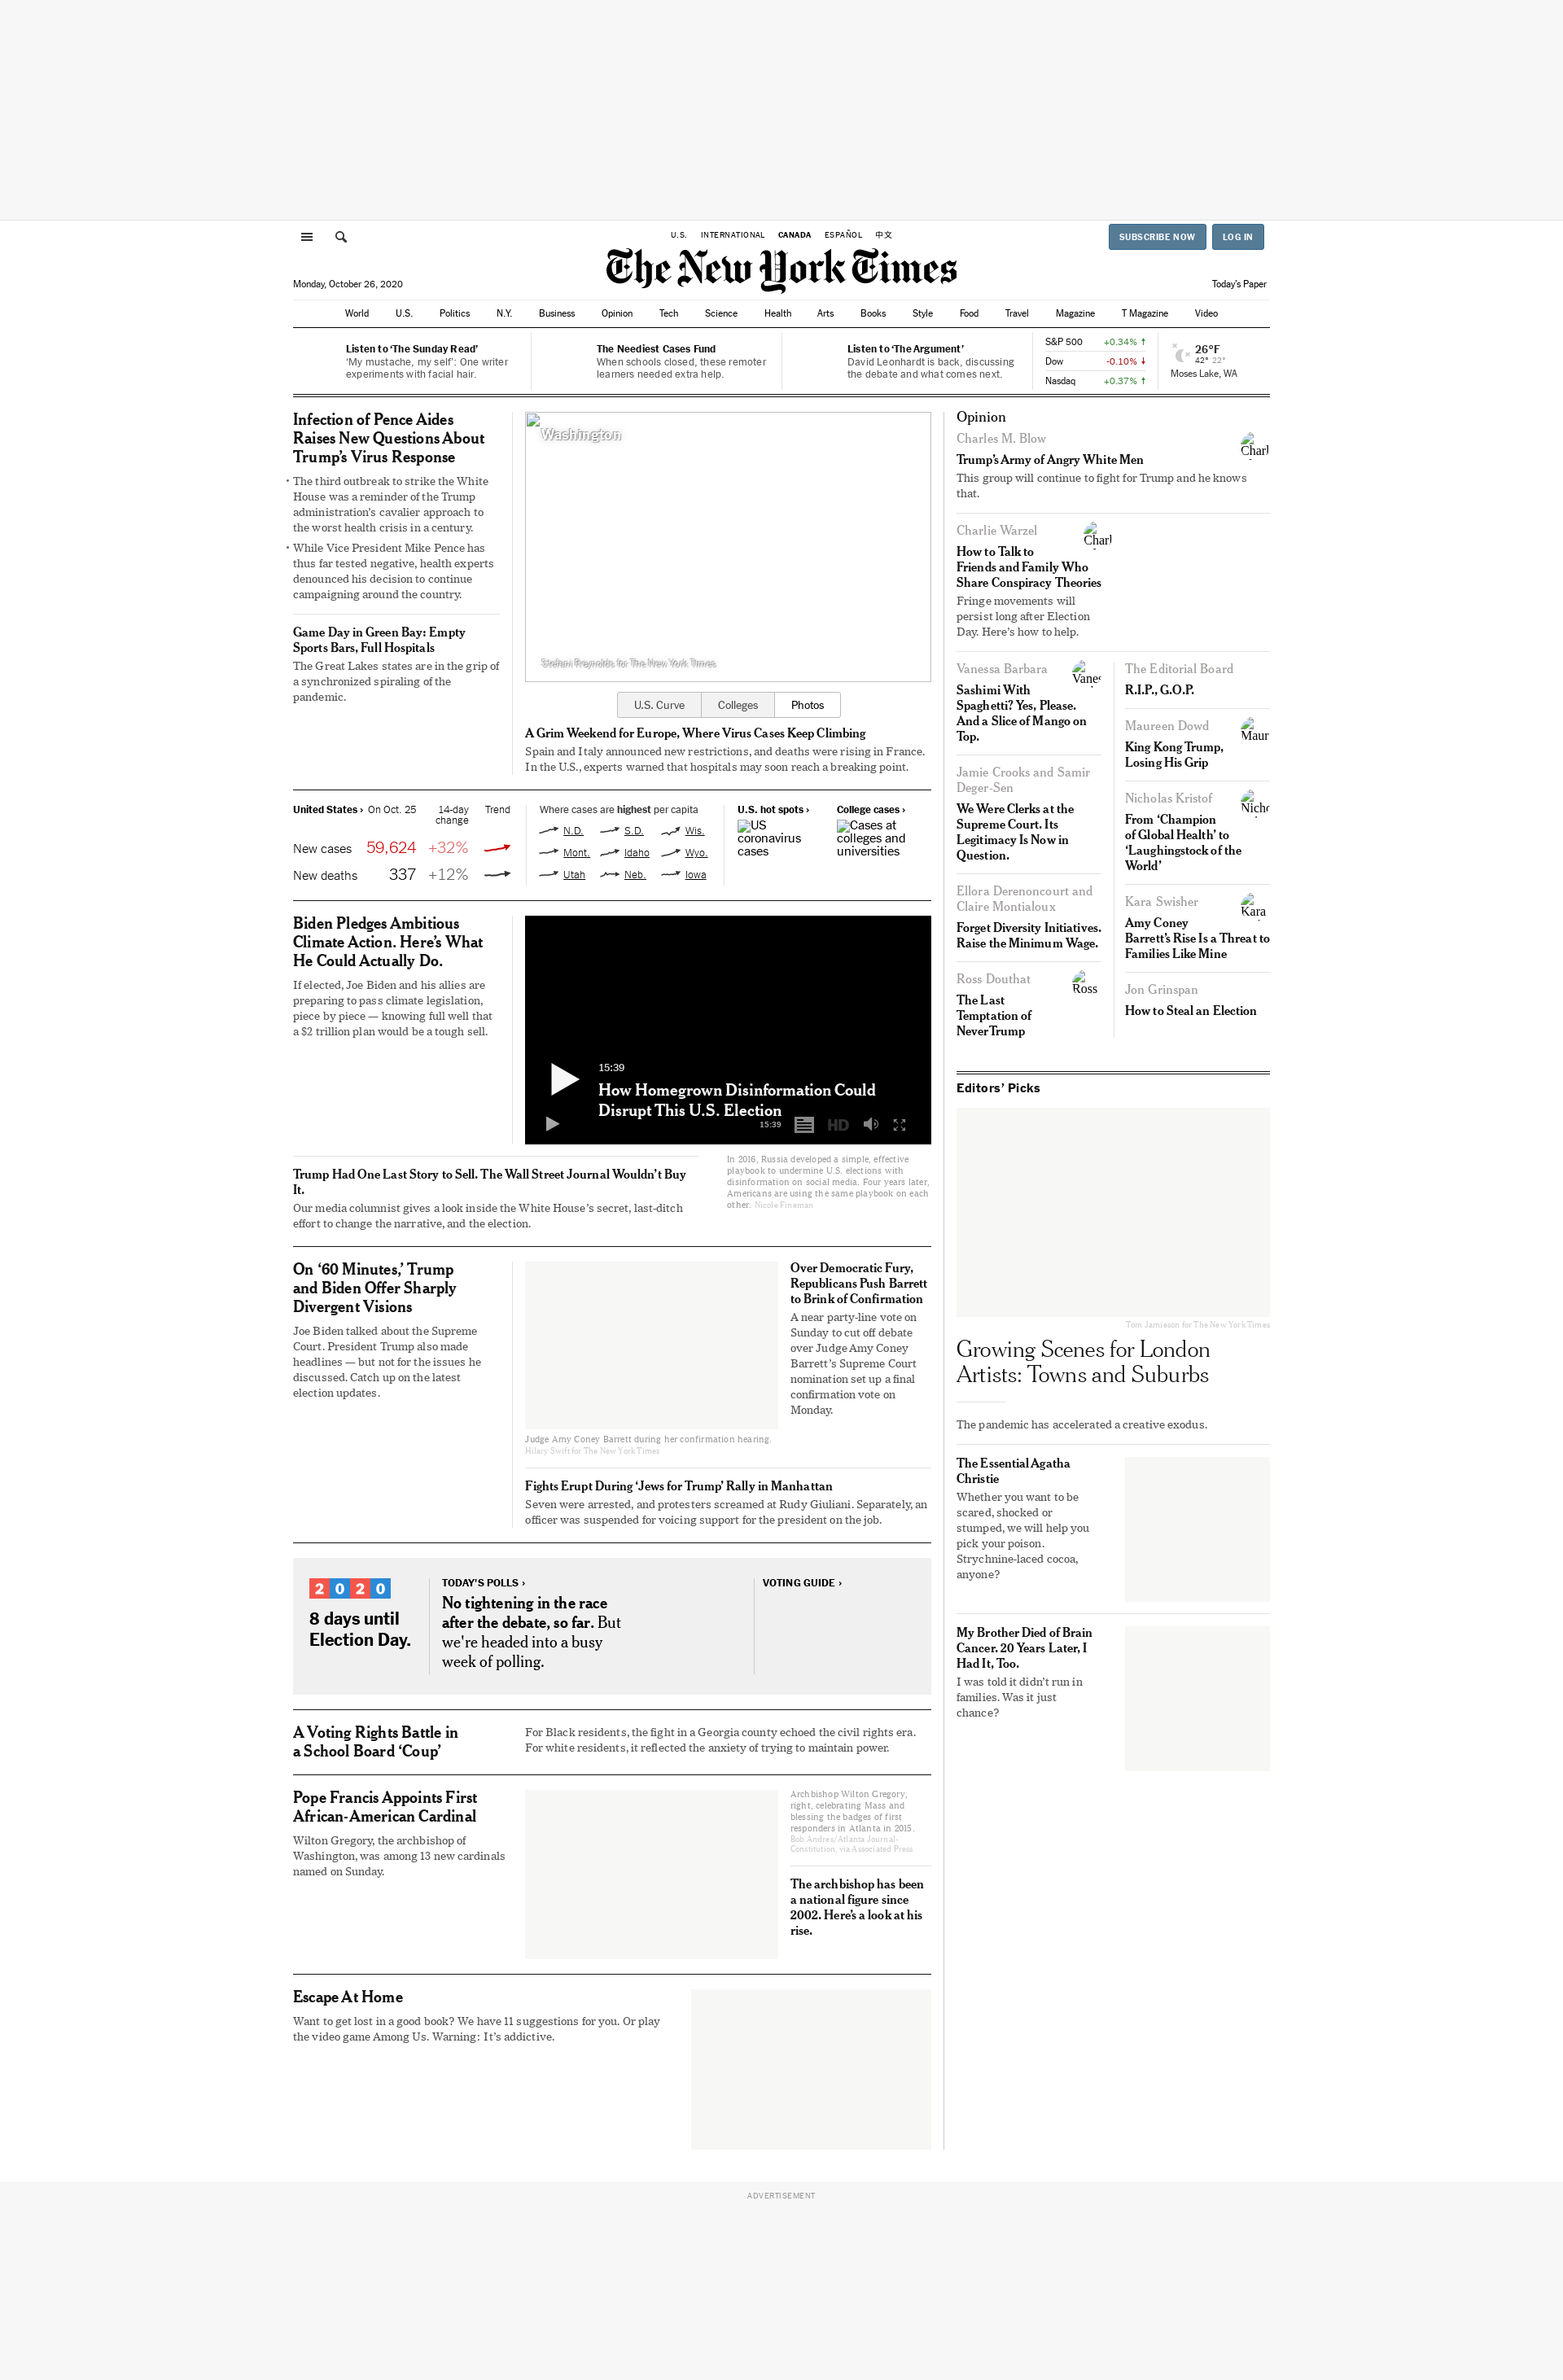 U.S. INTERNATIONAL CANADA ESPAÑOL 中文
SUBSCRIBE NOW LOG IN
The New York Times
Monday, October 26, 2020
Today's Paper
World U.S. Politics N.Y. Business Opinion Tech Science Health Arts Books Style Food Travel Magazine T Magazine Video
Listen to ‘The Sunday Read’
‘My mustache, my self’: One writer
experiments with facial hair.
The Neediest Cases Fund
When schools closed, these remoter
learners needed extra help.
Listen to ‘The Argument’
David Leonhardt is back, discussing
the debate and what comes next.
S&P 500 +0.34%
Dow -0.10%
Nasdaq +0.37%
26°F
42° 22°
Moses Lake, WA
Infection of Pence Aides
Raises New Questions About
Trump’s Virus Response
• The third outbreak to strike the White
House was a reminder of the Trump
administration’s cavalier approach to
the worst health crisis in a century.
• While Vice President Mike Pence has
thus far tested negative, health experts
denounced his decision to continue
campaigning around the country.
Game Day in Green Bay: Empty
Sports Bars, Full Hospitals
The Great Lakes states are in the grip of
a synchronized spiraling of the
pandemic.
Washington
Stefani Reynolds for The New York Times
U.S. Curve Colleges Photos
A Grim Weekend for Europe, Where Virus Cases Keep Climbing
Spain and Italy announced new restrictions, and deaths were rising in France.
In the U.S., experts warned that hospitals may soon reach a breaking point.
United States › On Oct. 25 14-day
change Trend
New cases 59,624 +32%
New deaths 337 +12%
Where cases are highest per capita
N.D. S.D. Wis.
Mont. Idaho Wyo.
Utah Neb. Iowa
U.S. hot spots ›
US
coronavirus
cases
College cases ›
Cases at
colleges and
universities
Biden Pledges Ambitious
Climate Action. Here’s What
He Could Actually Do.
If elected, Joe Biden and his allies are
preparing to pass climate legislation,
piece by piece — knowing full well that
a $2 trillion plan would be a tough sell.
15:39
How Homegrown Disinformation Could
Disrupt This U.S. Election
15:39 HD
In 2016, Russia developed a simple, effective
playbook to undermine U.S. elections with
disinformation on social media. Four years later,
Americans are using the same playbook on each
other. Nicole Fineman
Trump Had One Last Story to Sell. The Wall Street Journal Wouldn’t Buy
It.
Our media columnist gives a look inside the White House’s secret, last-ditch
effort to change the narrative, and the election.
On ‘60 Minutes,’ Trump
and Biden Offer Sharply
Divergent Visions
Joe Biden talked about the Supreme
Court. President Trump also made
headlines — but not for the issues he
discussed. Catch up on the latest
election updates.
Judge Amy Coney Barrett during her confirmation hearing.
Hilary Swift for The New York Times
Over Democratic Fury,
Republicans Push Barrett
to Brink of Confirmation
A near party-line vote on
Sunday to cut off debate
over Judge Amy Coney
Barrett’s Supreme Court
nomination set up a final
confirmation vote on
Monday.
Fights Erupt During ‘Jews for Trump’ Rally in Manhattan
Seven were arrested, and protesters screamed at Rudy Giuliani. Separately, an
officer was suspended for voicing support for the president on the job.
2020
8 days until
Election Day.
TODAY’S POLLS ›
No tightening in the race
after the debate, so far. But
we're headed into a busy
week of polling.
VOTING GUIDE ›
A Voting Rights Battle in
a School Board ‘Coup’
For Black residents, the fight in a Georgia county echoed the civil rights era.
For white residents, it reflected the anxiety of trying to maintain power.
Pope Francis Appoints First
African-American Cardinal
Wilton Gregory, the archbishop of
Washington, was among 13 new cardinals
named on Sunday.
Archbishop Wilton Gregory,
right, celebrating Mass and
blessing the badges of first
responders in Atlanta in 2015.
Bob Andres/Atlanta Journal-
Constitution, via Associated Press
The archbishop has been
a national figure since
2002. Here’s a look at his
rise.
Escape At Home
Want to get lost in a good book? We have 11 suggestions for you. Or play
the video game Among Us. Warning: It’s addictive.
Opinion
Charles M. Blow
Trump’s Army of Angry White Men
This group will continue to fight for Trump and he knows
that.
Charlie Warzel
How to Talk to
Friends and Family Who
Share Conspiracy Theories
Fringe movements will
persist long after Election
Day. Here’s how to help.
Vanessa Barbara
Sashimi With
Spaghetti? Yes, Please.
And a Slice of Mango on
Top.
Jamie Crooks and Samir
Deger-Sen
We Were Clerks at the
Supreme Court. Its
Legitimacy Is Now in
Question.
Ellora Derenoncourt and
Claire Montialoux
Forget Diversity Initiatives.
Raise the Minimum Wage.
Ross Douthat
Ross
The Last
Temptation of
NeverTrump
The Editorial Board
R.I.P., G.O.P.
Maureen Dowd
King Kong Trump,
Losing His Grip
Nicholas Kristof
From ‘Champion
of Global Health’ to
‘Laughingstock of the
World’
Kara Swisher
Kara
Amy Coney
Barrett’s Rise Is a Threat to
Families Like Mine
Jon Grinspan
How to Steal an Election
Editors’ Picks
Tom Jamieson for The New York Times
Growing Scenes for London
Artists: Towns and Suburbs
The pandemic has accelerated a creative exodus.
The Essential Agatha
Christie
Whether you want to be
scared, shocked or
stumped, we will help you
pick your poison.
Strychnine-laced cocoa,
anyone?
My Brother Died of Brain
Cancer. 20 Years Later, I
Had It, Too.
I was told it didn’t run in
families. Was it just
chance?
ADVERTISEMENT